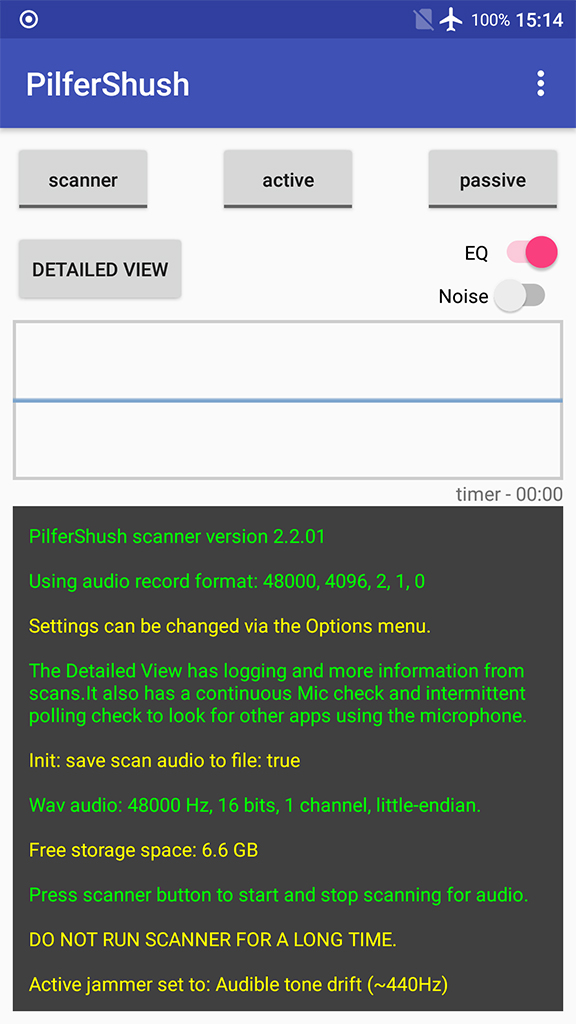 100% 15:14
PilferShush
scanner active passive
DETAILED VIEW
EQ
Noise
timer - 00:00
PilferShush scanner version 2.2.01
Using audio record format: 48000, 4096, 2, 1, 0
Settings can be changed via the Options menu.
The Detailed View has logging and more information from
scans.It also has a continuous Mic check and intermittent
polling check to look for other apps using the microphone.
Init: save scan audio to file: true
Wav audio: 48000 Hz, 16 bits, 1 channel, little-endian.
Free storage space: 6.6 GB
Press scanner button to start and stop scanning for audio.
DO NOT RUN SCANNER FOR A LONG TIME.
Active jammer set to: Audible tone drift (~440Hz)